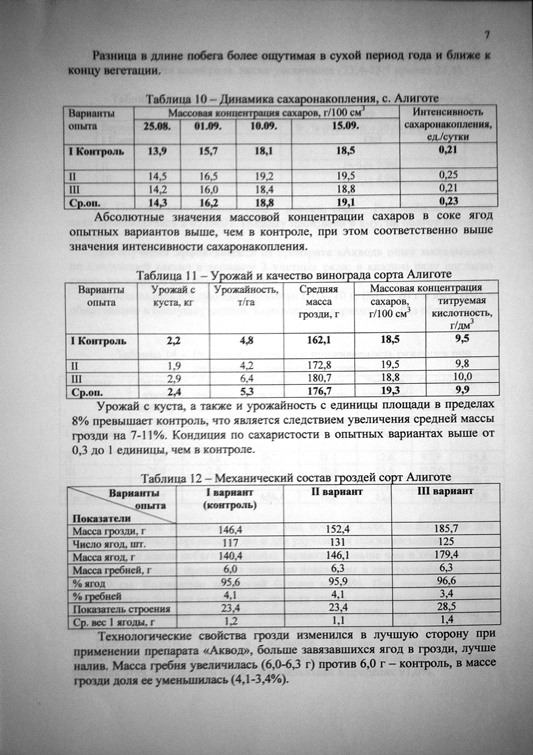 7
Разница в длине побега более ощутимая в сухой период года и ближе к
концу вегетации.
Таблица 10 – Динамика сахаронакопления, с. Алиготе
Варианты опыта | Массовая концентрация сахаров, г/100 см³ | Интенсивность сахаронакопления, ед./сутки
25.08. | 01.09. | 10.09. | 15.09.
I Контроль | 13,9 | 15,7 | 18,1 | 18,5 | 0,21
II | 14,5 | 16,5 | 19,2 | 19,5 | 0,25
III | 14,2 | 16,0 | 18,4 | 18,8 | 0,21
Ср.оп. | 14,3 | 16,2 | 18,8 | 19,1 | 0,23
Абсолютные значения массовой концентрации сахаров в соке ягод
опытных вариантов выше, чем в контроле, при этом соответственно выше
значения интенсивности сахаронакопления.
Таблица 11 – Урожай и качество винограда сорта Алиготе
Варианты опыта | Урожай с куста, кг | Урожайность, т/га | Средняя масса грозди, г | Массовая концентрация
сахаров, г/100 см³ | титруемая кислотность, г/дм³
I Контроль | 2,2 | 4,8 | 162,1 | 18,5 | 9,5
II | 1,9 | 4,2 | 172,8 | 19,5 | 9,8
III | 2,9 | 6,4 | 180,7 | 18,8 | 10,0
Ср.оп. | 2,4 | 5,3 | 176,7 | 19,3 | 9,9
Урожай с куста, а также и урожайность с единицы площади в пределах
8% превышает контроль, что является следствием увеличения средней массы
грозди на 7-11%. Кондиция по сахаристости в опытных вариантах выше от
0,3 до 1 единицы, чем в контроле.
Таблица 12 – Механический состав гроздей сорт Алиготе
Варианты опыта | I вариант (контроль) | II вариант | III вариант
Показатели
Масса грозди, г | 146,4 | 152,4 | 185,7
Число ягод, шт. | 117 | 131 | 125
Масса ягод, г | 140,4 | 146,1 | 179,4
Масса гребней, г | 6,0 | 6,3 | 6,3
% ягод | 95,6 | 95,9 | 96,6
% гребней | 4,1 | 4,1 | 3,4
Показатель строения | 23,4 | 23,4 | 28,5
Ср. вес 1 ягоды, г | 1,2 | 1,1 | 1,4
Технологические свойства грозди изменился в лучшую сторону при
применении препарата «Аквод», больше завязавшихся ягод в грозди, лучше
налив. Масса гребня увеличилась (6,0-6,3 г) против 6,0 г – контроль, в массе
грозди доля ее уменьшилась (4,1-3,4%).